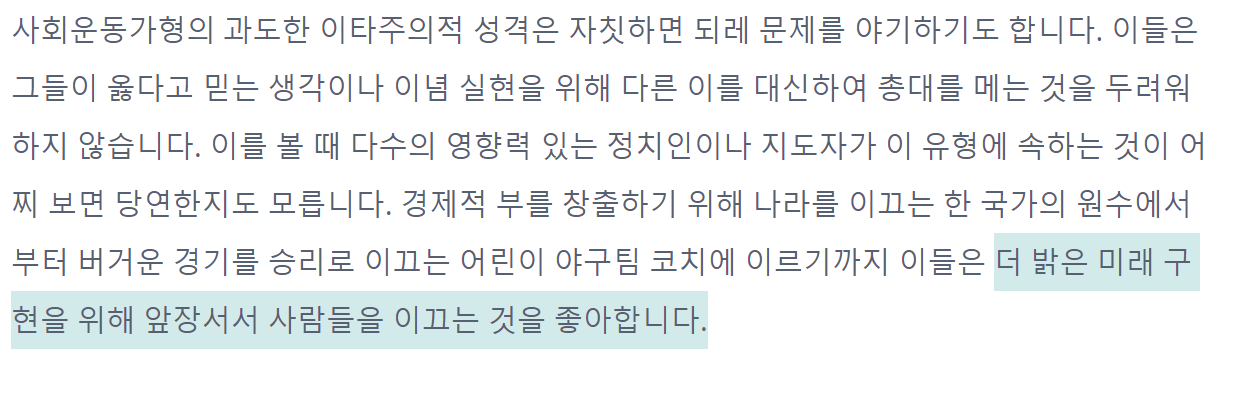 사회운동가형의 과도한 이타주의적 성격은 자칫하면 되레 문제를 야기하기도 합니다. 이들은
그들이 옳다고 믿는 생각이나 이념 실현을 위해 다른 이를 대신하여 총대를 메는 것을 두려워
하지 않습니다. 이를 볼 때 다수의 영향력 있는 정치인이나 지도자가 이 유형에 속하는 것이 어
찌 보면 당연한지도 모릅니다. 경제적 부를 창출하기 위해 나라를 이끄는 한 국가의 원수에서
부터 버거운 경기를 승리로 이끄는 어린이 야구팀 코치에 이르기까지 이들은 더 밝은 미래 구
현을 위해 앞장서서 사람들을 이끄는 것을 좋아합니다.